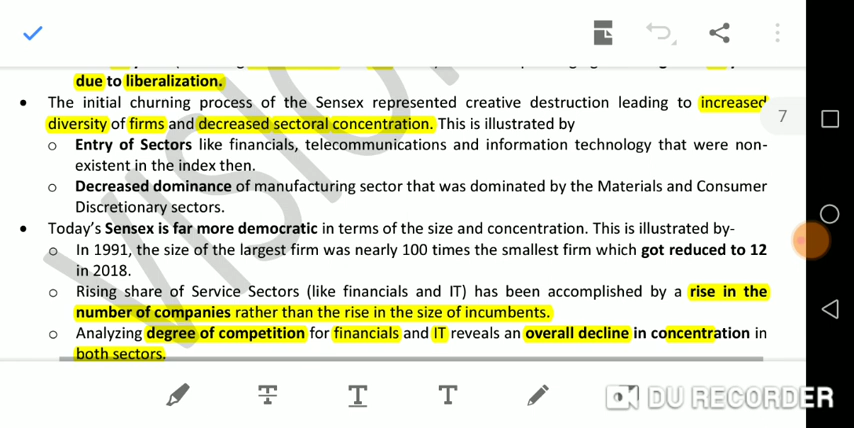 due to liberalization.
• The initial churning process of the Sensex represented creative destruction leading to increased
diversity of firms and decreased sectoral concentration. This is illustrated by
7
o Entry of Sectors like financials, telecommunications and information technology that were non-
existent in the index then.
o Decreased dominance of manufacturing sector that was dominated by the Materials and Consumer
Discretionary sectors.
• Today's Sensex is far more democratic in terms of the size and concentration. This is illustrated by-
o In 1991, the size of the largest firm was nearly 100 times the smallest firm which got reduced to 12
in 2018.
o Rising share of Service Sectors (like financials and IT) has been accomplished by a rise in the
number of companies rather than the rise in the size of incumbents.
o Analyzing degree of competition for financials and IT reveals an overall decline in concentration in
both sectors.
T T T
DU RECORDER
VISION